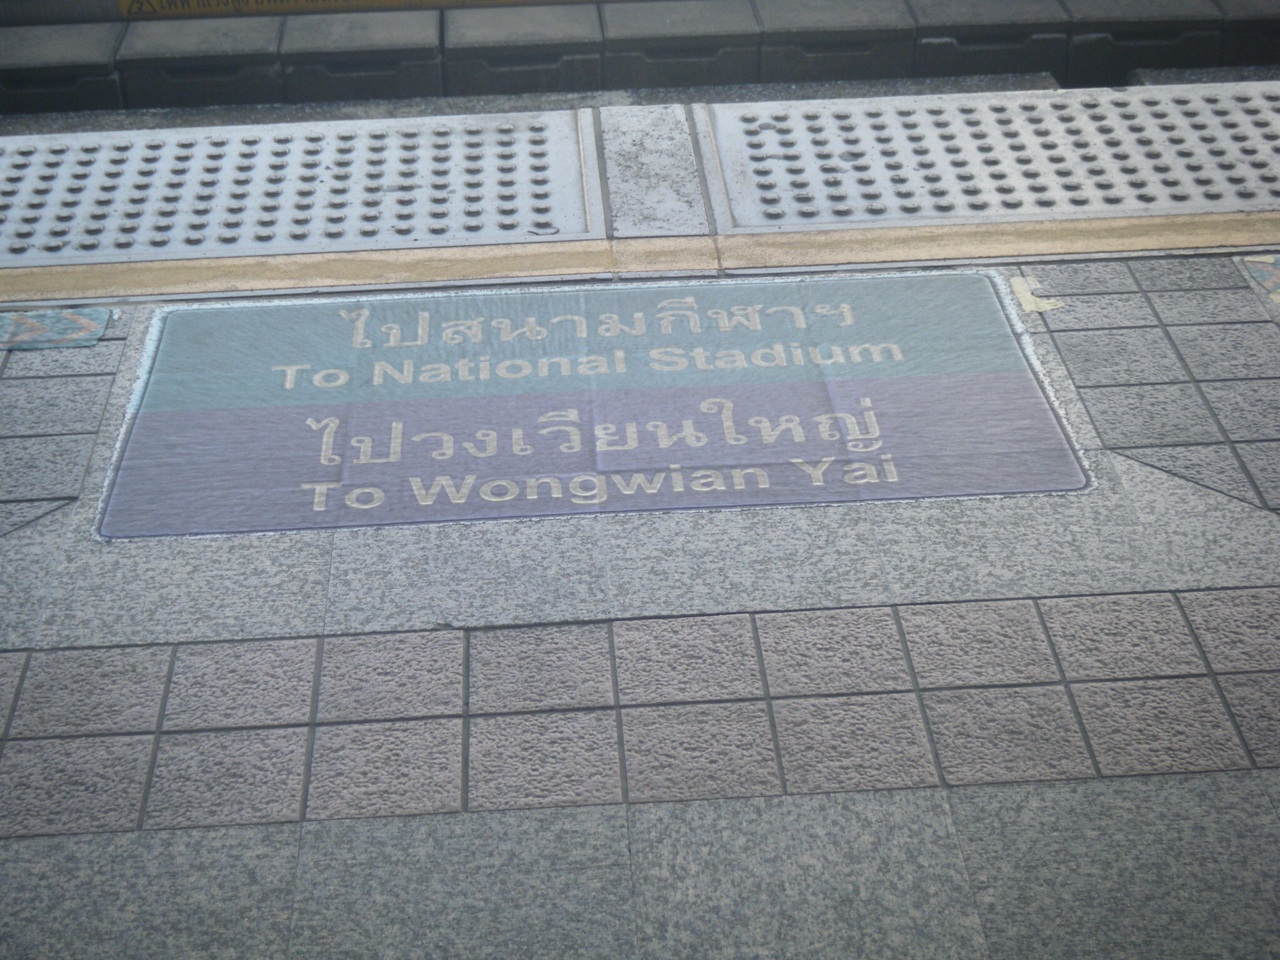 ไปสนามกีฬาฯ
To National Stadium
ไปวงเวียนใหญ่
To Wongwian Yai